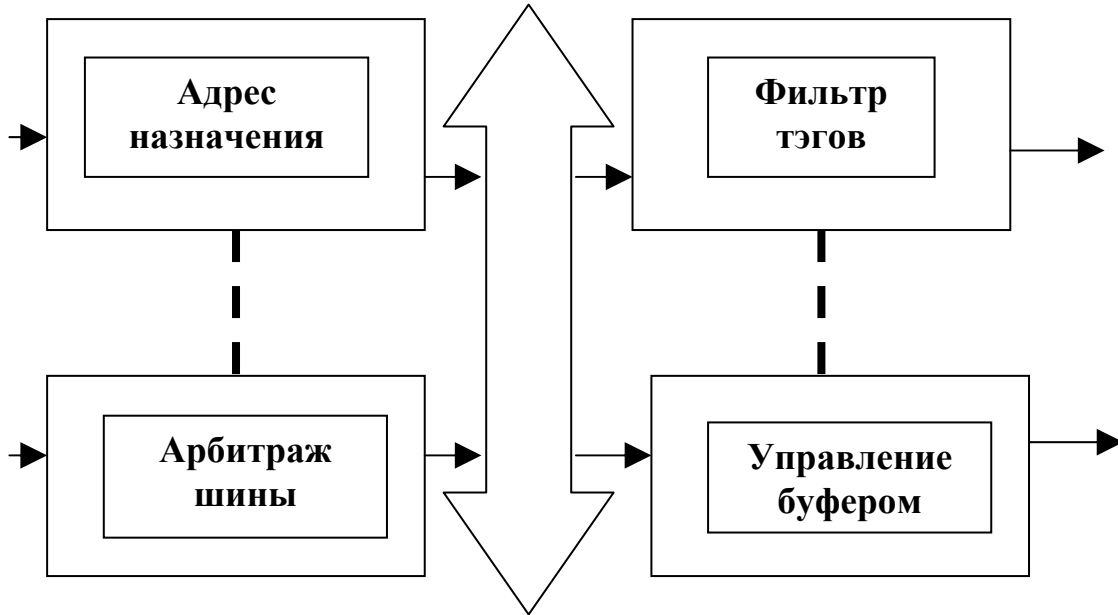 Адрес
назначения
Фильтр
тэгов
Арбитраж
шины
Управление
буфером